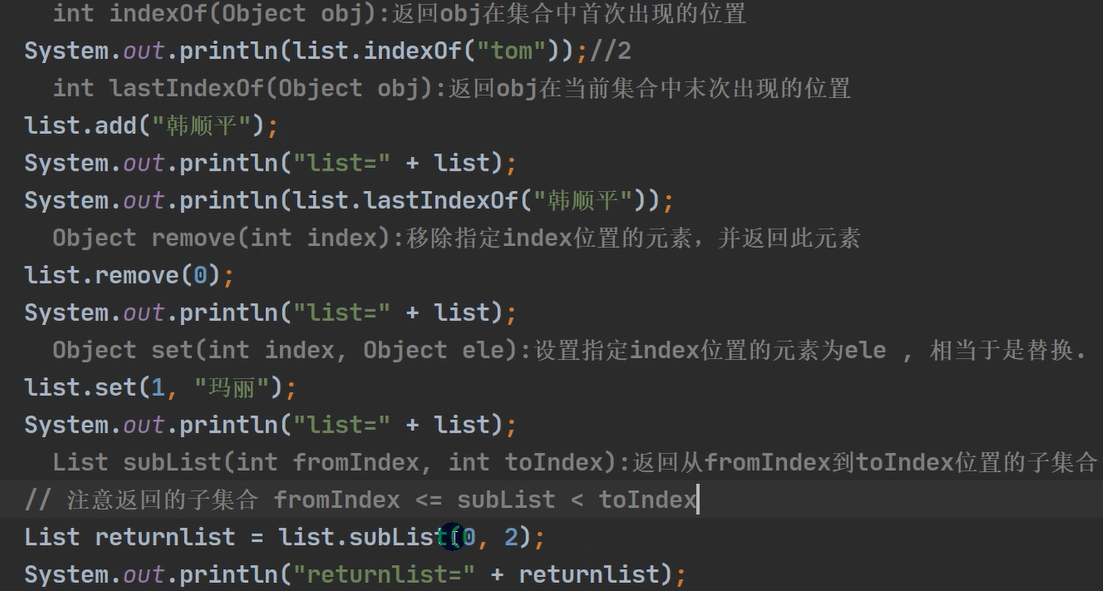 int indexOf(Object obj):返回obj在集合中首次出现的位置
System.out.println(list.indexOf("tom"));//2
int lastIndexOf(Object obj):返回obj在当前集合中末次出现的位置
list.add("韩顺平");
System.out.println("list=" + list);
System.out.println(list.lastIndexOf("韩顺平"));
Object remove(int index):移除指定index位置的元素，并返回此元素
list.remove(0);
System.out.println("list=" + list);
Object set(int index, Object ele):设置指定index位置的元素为ele , 相当于是替换.
list.set(1, "玛丽");
System.out.println("list=" + list);
List subList(int fromIndex, int toIndex):返回从fromIndex到toIndex位置的子集合
// 注意返回的子集合 fromIndex <= subList < toIndex
List returnlist = list.subList(0, 2);
System.out.println("returnlist=" + returnlist);